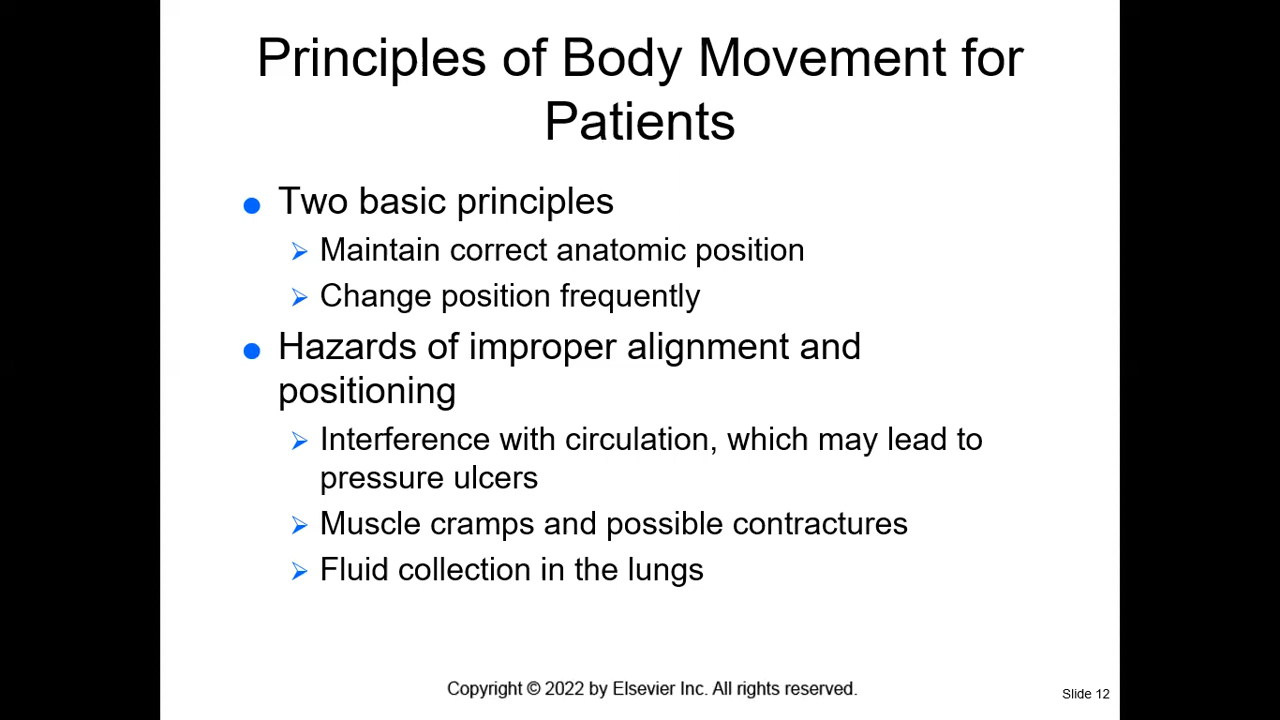 Principles of Body Movement for
Patients
● Two basic principles
➢ Maintain correct anatomic position
➢ Change position frequently
● Hazards of improper alignment and
positioning
➢ Interference with circulation, which may lead to
pressure ulcers
➢ Muscle cramps and possible contractures
➢ Fluid collection in the lungs
Copyright © 2022 by Elsevier Inc. All rights reserved.
Slide 12